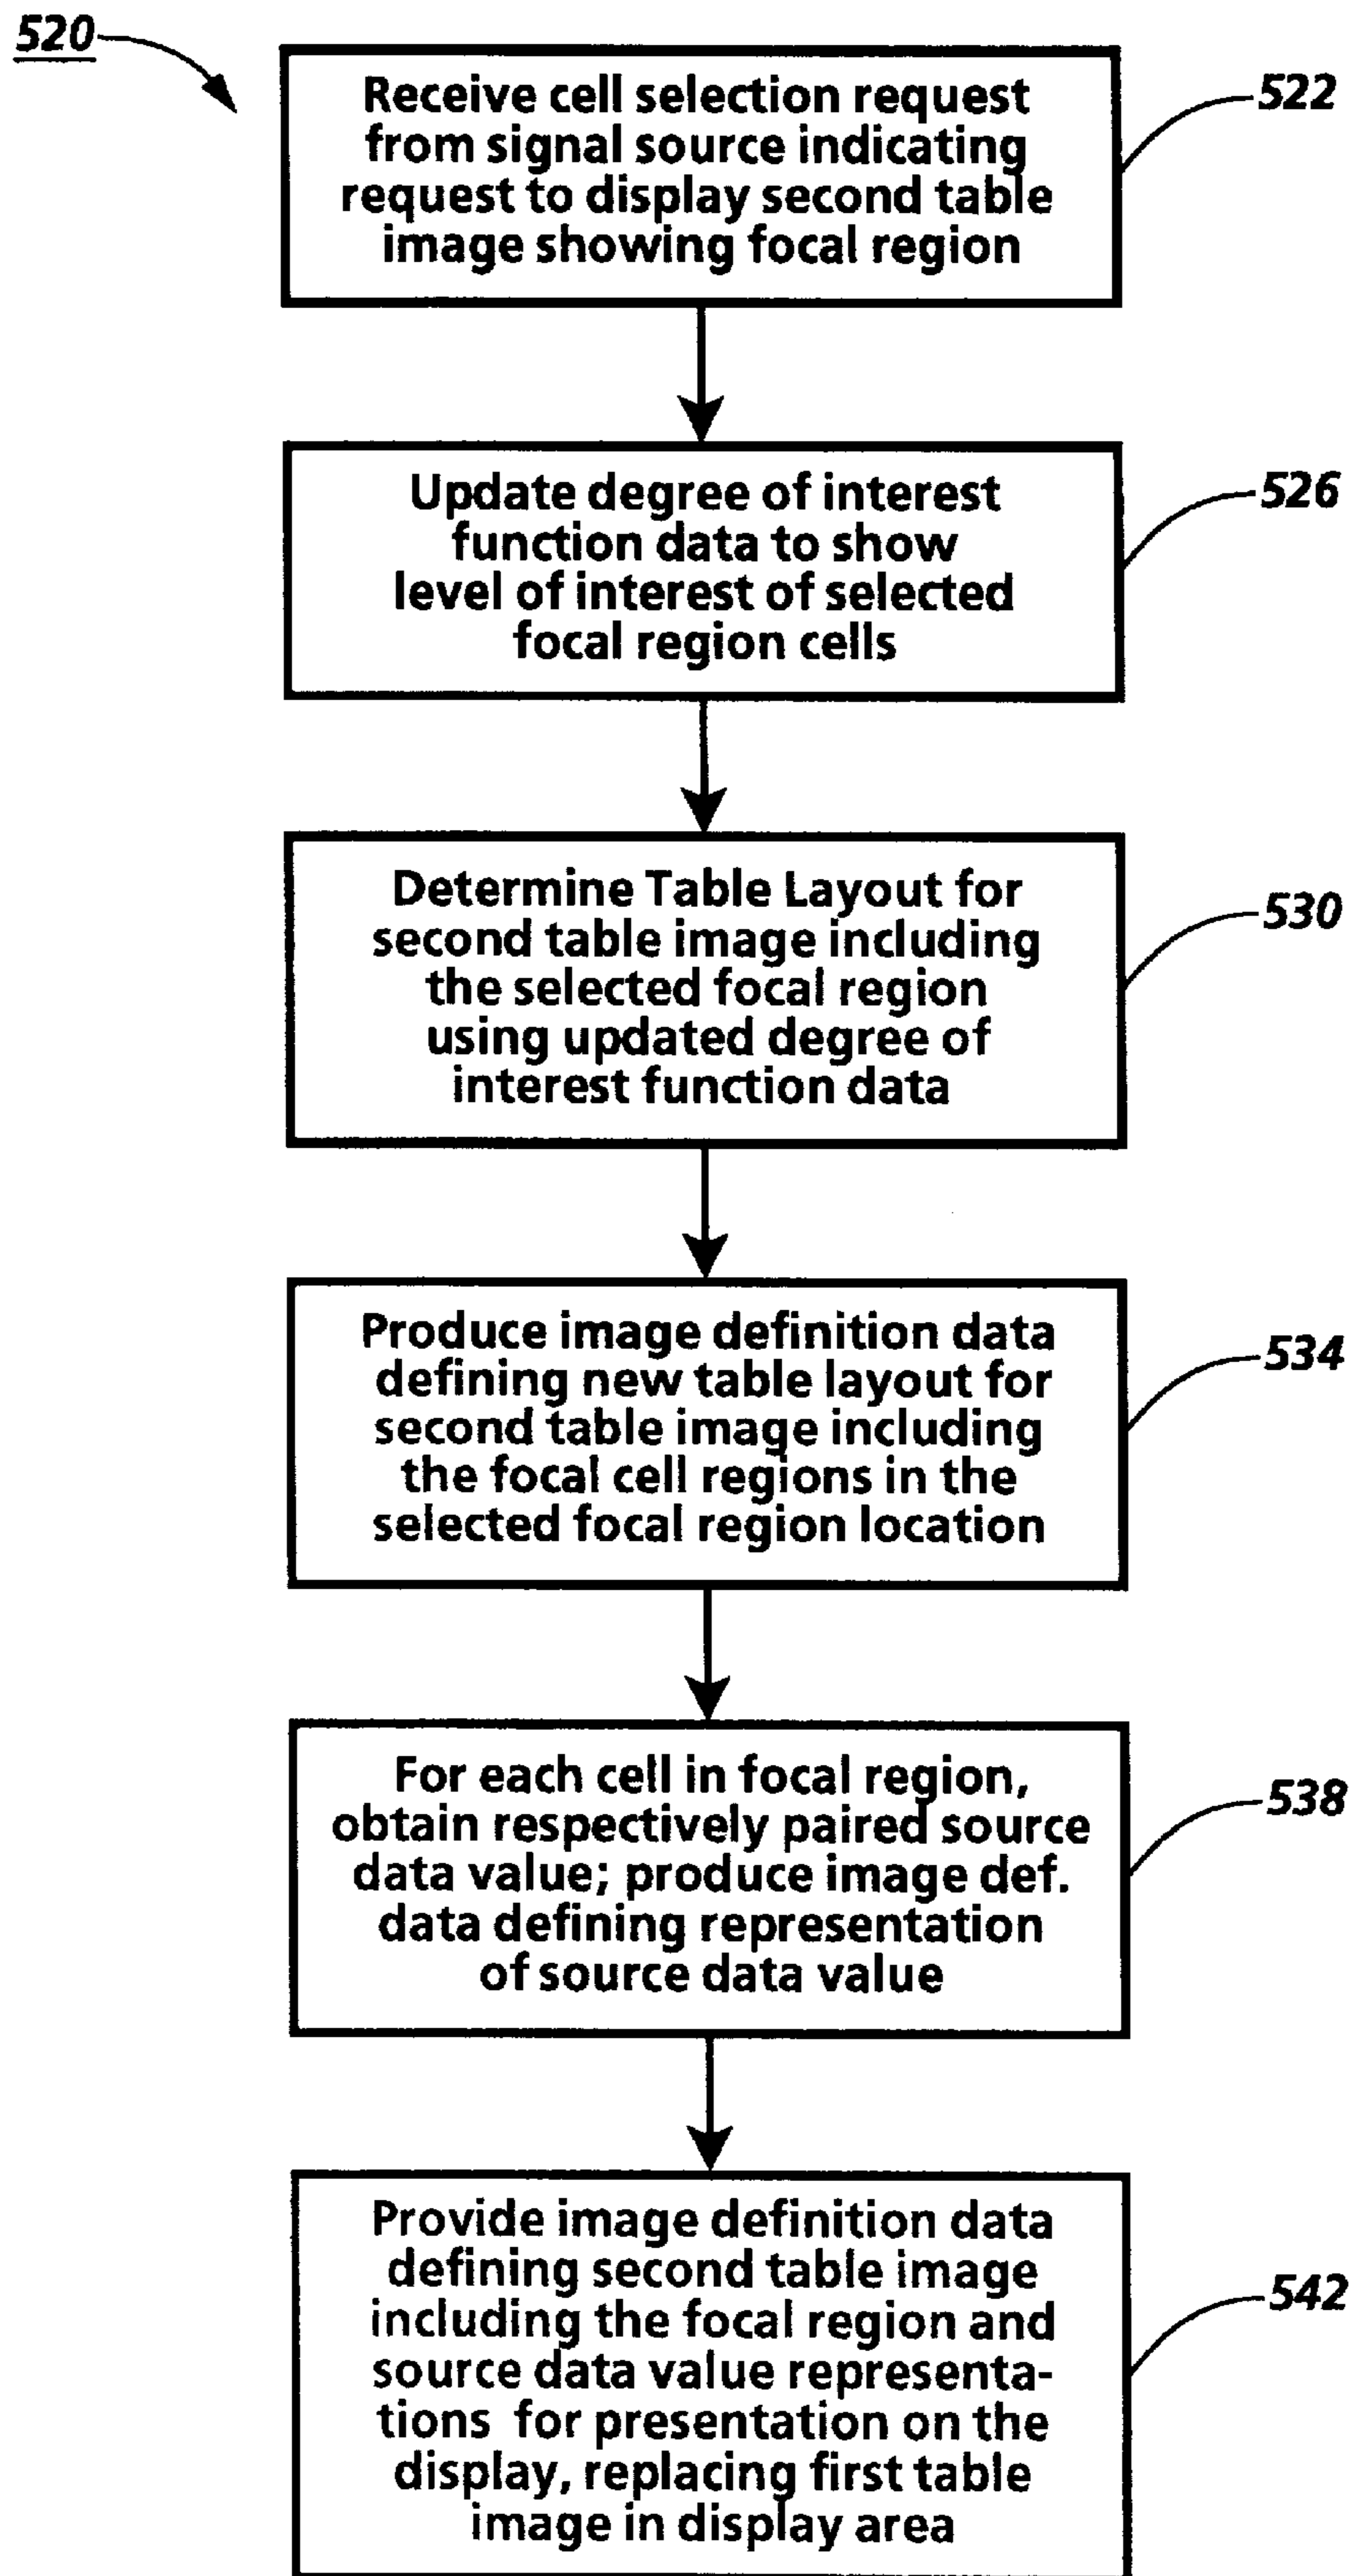 520
Receive cell selection request
from signal source indicating
request to display second table
image showing focal region
522
Update degree of interest
function data to show
level of interest of selected
focal region cells
526
Determine Table Layout for
second table image including
the selected focal region
using updated degree of
interest function data
530
Produce image definition data
defining new table layout for
second table image including
the focal cell regions in the
selected focal region location
534
For each cell in focal region,
obtain respectively paired source
data value; produce image def.
data defining representation
of source data value
538
Provide image definition data
defining second table image
including the focal region and
source data value representa-
tions for presentation on the
display, replacing first table
image in display area
542